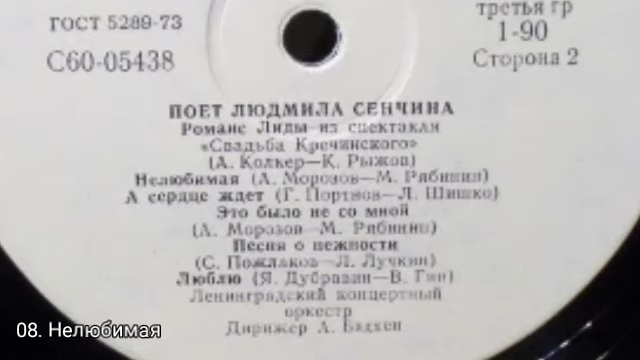 ГОСТ 5289-73
третья гр
С60-05438
1-90
Сторона 2
ПОЕТ ЛЮДМИЛА СЕНЧИНА
Романс Лиды из спектакля
«Свадьба Кречинского»
(А. Колкер—К. Рыжов)
Нелюбимая (А. Морозов—М. Рябинин)
А сердце ждет (Г. Портнов—Л. Шишко)
Это было не со мной
(А. Морозов—М. Рябинин)
Песня о нежности
(С. Пожлаков—Л. Лучкин)
Люблю (Я. Дубравин—В. Гин)
Ленинградский концертный
оркестр
Дирижер А. Бадхен
08. Нелюбимая